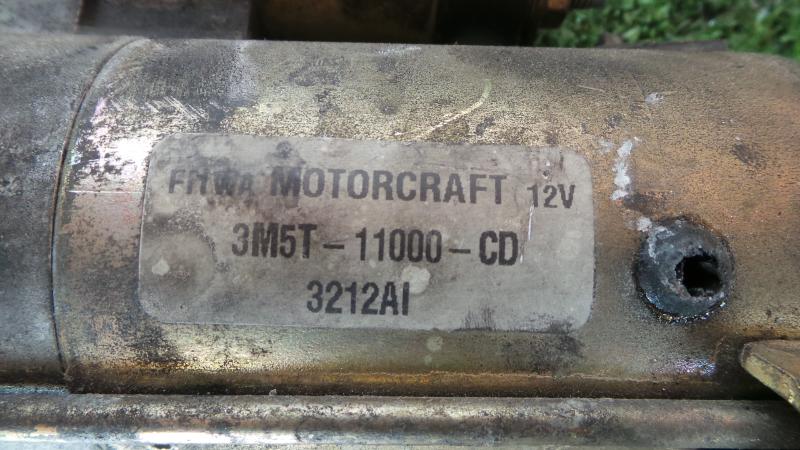 MOTORCRAFT 12V
3M5T-11000-CD
3212AI